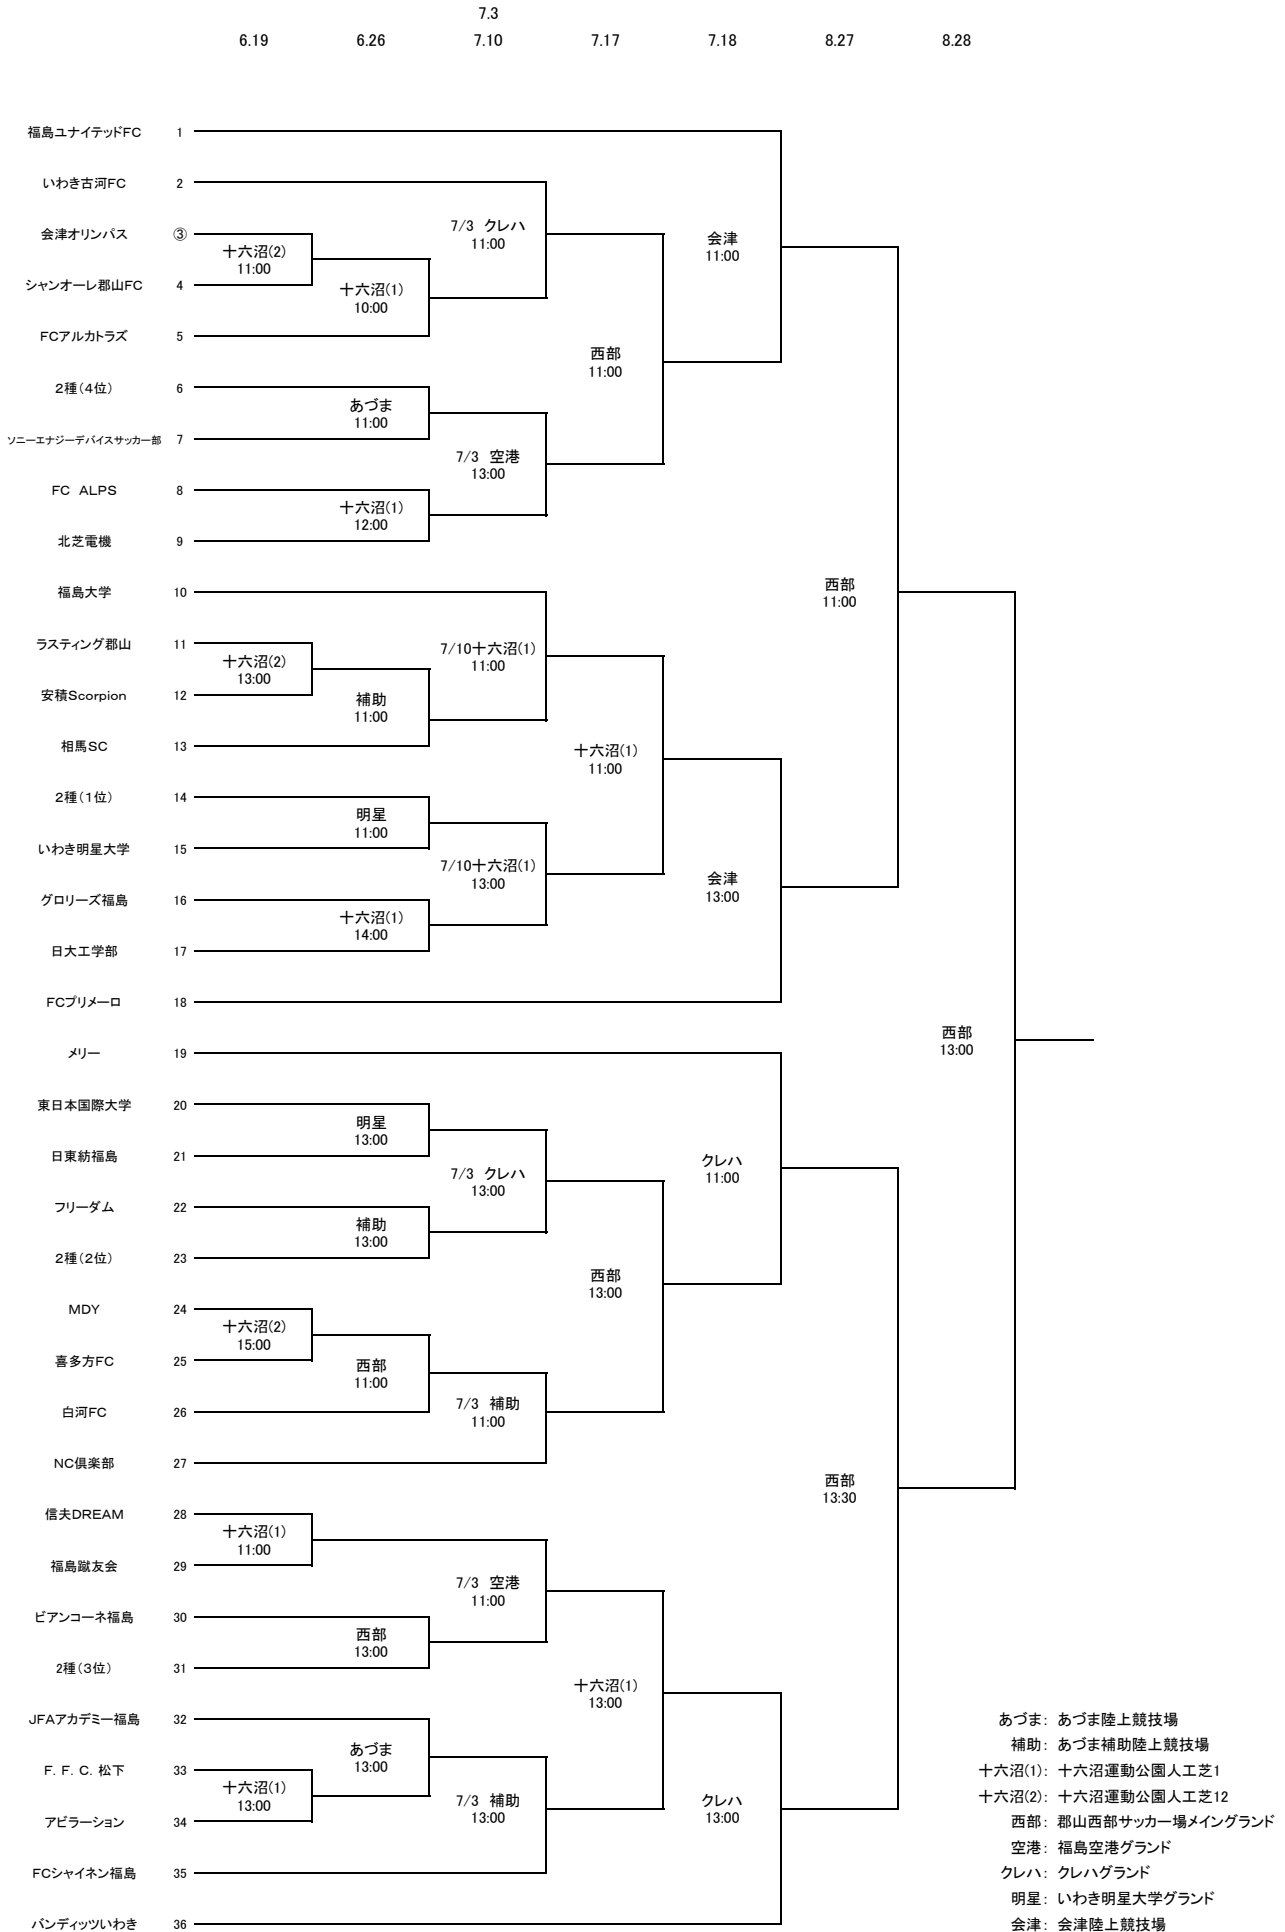 7.3
6.19 6.26 7.10 7.17 7.18 8.27 8.28
福島ユナイテッドFC 1
いわき古河FC 2
7/3 クレハ
11:00
会津オリンパス ③
会津
11:00
十六沼(2)
11:00
シャンオーレ郡山FC 4
十六沼(1)
10:00
FCアルカトラズ 5
西部
11:00
2種(4位) 6
あづま
11:00
ソニーエナジーデバイスサッカー部 7
7/3 空港
13:00
FC ALPS 8
十六沼(1)
12:00
北芝電機 9
福島大学 10
西部
11:00
ラスティング郡山 11
7/10十六沼(1)
11:00
十六沼(2)
13:00
安積Scorpion 12
補助
11:00
相馬SC 13
十六沼(1)
11:00
2種(1位) 14
明星
11:00
いわき明星大学 15
7/10十六沼(1)
13:00
会津
13:00
グロリーズ福島 16
十六沼(1)
14:00
日大工学部 17
FCプリメーロ 18
西部
13:00
メリー 19
東日本国際大学 20
明星
13:00
日東紡福島 21
7/3 クレハ
13:00
クレハ
11:00
フリーダム 22
補助
13:00
2種(2位) 23
西部
13:00
MDY 24
十六沼(2)
15:00
喜多方FC 25
西部
11:00
白河FC 26
7/3 補助
11:00
NC倶楽部 27
西部
13:30
信夫DREAM 28
十六沼(1)
11:00
福島蹴友会 29
7/3 空港
11:00
ビアンコーネ福島 30
西部
13:00
2種(3位) 31
十六沼(1)
13:00
JFAアカデミー福島 32
あづま
13:00
F. F. C. 松下 33
十六沼(1)
13:00
アビラーション 34
7/3 補助
13:00
クレハ
13:00
FCシャイネン福島 35
バンディッツいわき 36
あづま: あづま陸上競技場
補助: あづま補助陸上競技場
十六沼(1): 十六沼運動公園人工芝1
十六沼(2): 十六沼運動公園人工芝12
西部: 郡山西部サッカー場メイングランド
空港: 福島空港グランド
クレハ: クレハグランド
明星: いわき明星大学グランド
会津: 会津陸上競技場